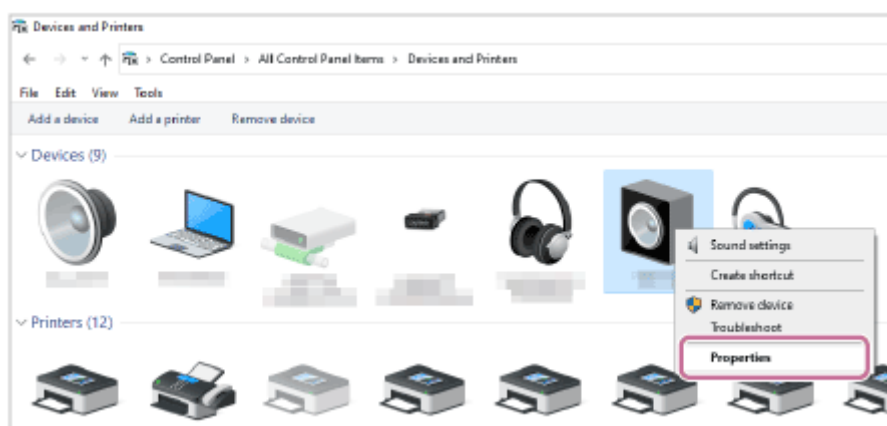 Devices and Printers
Control Panel > All Control Panel Items > Devices and Printers
File Edit View Tools
Add a device Add a printer Remove device
Devices (9)
Sound settings
Create shortcut
Remove device
Troubleshoot
Printers (12)
Properties